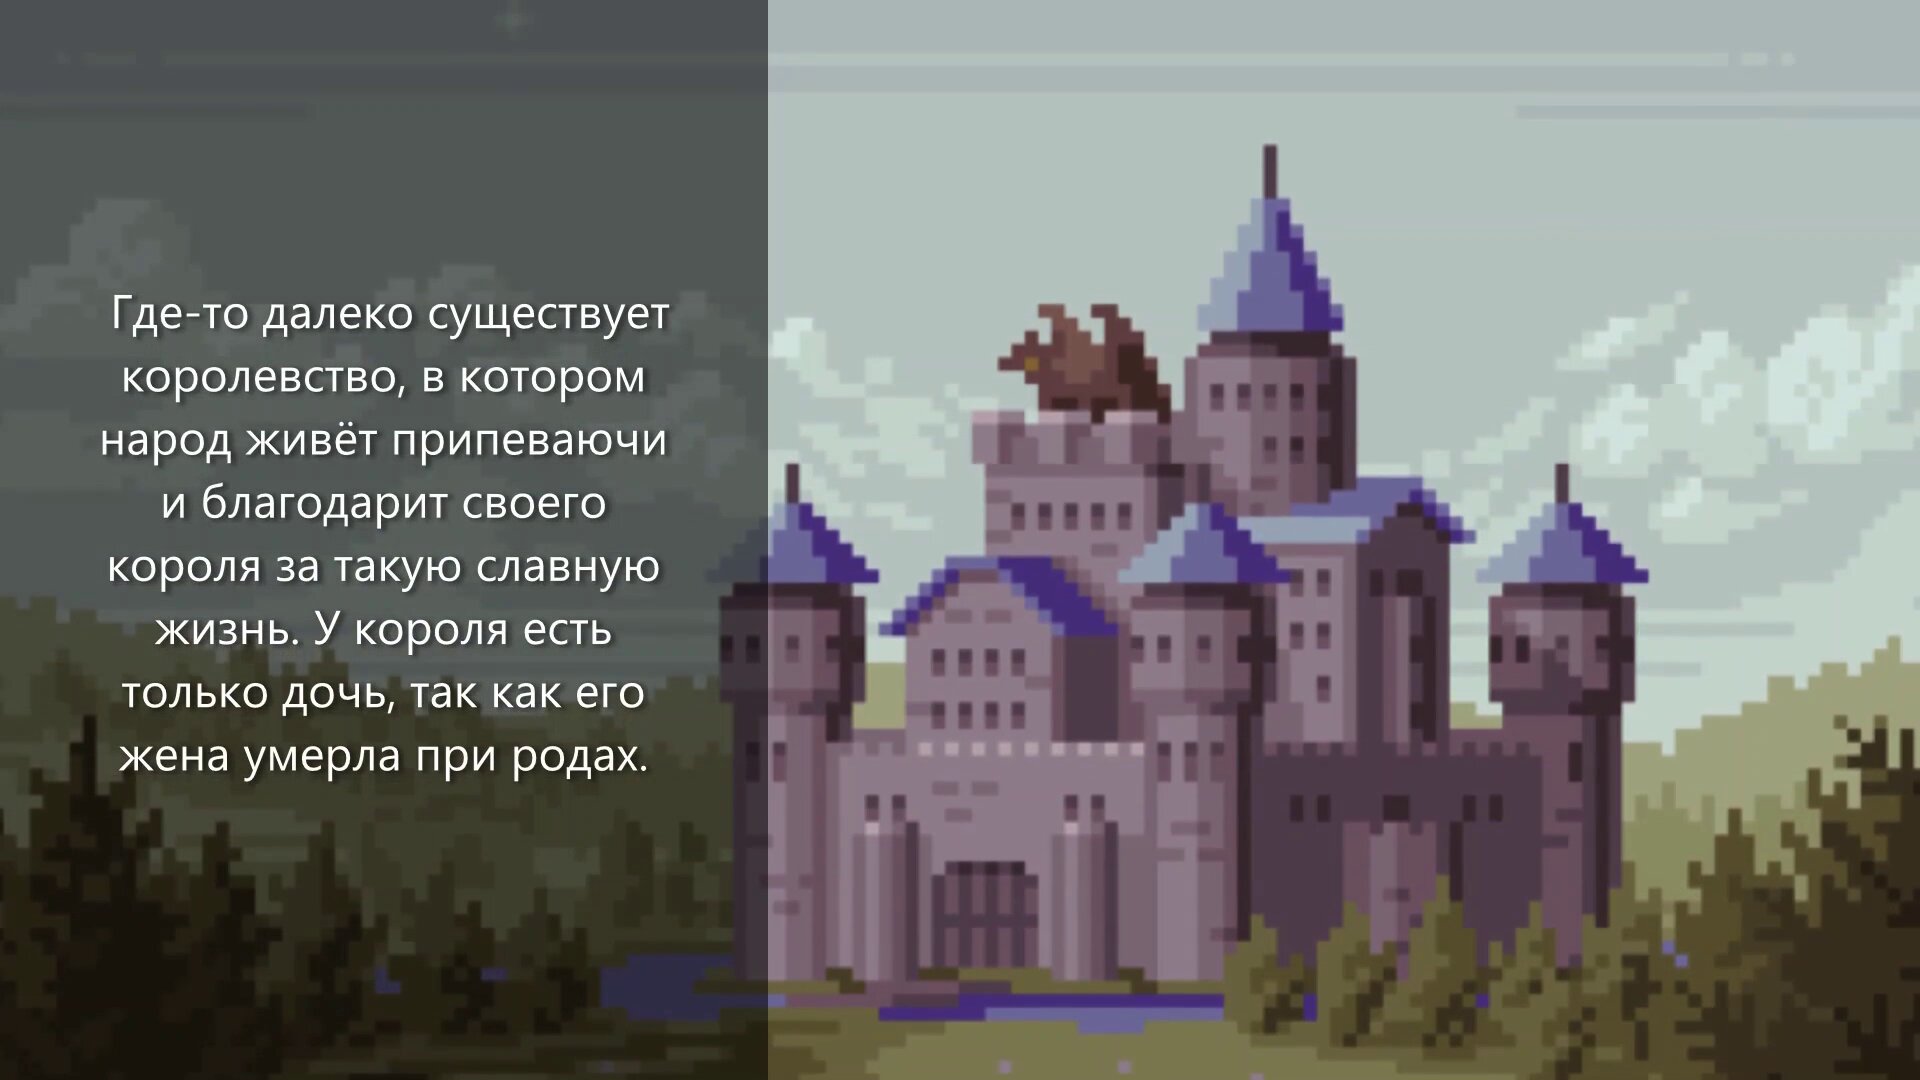 Где-то далеко существует
королевство, в котором
народ живёт припеваючи
и благодарит своего
короля за такую славную
жизнь. У короля есть
только дочь, так как его
жена умерла при родах.